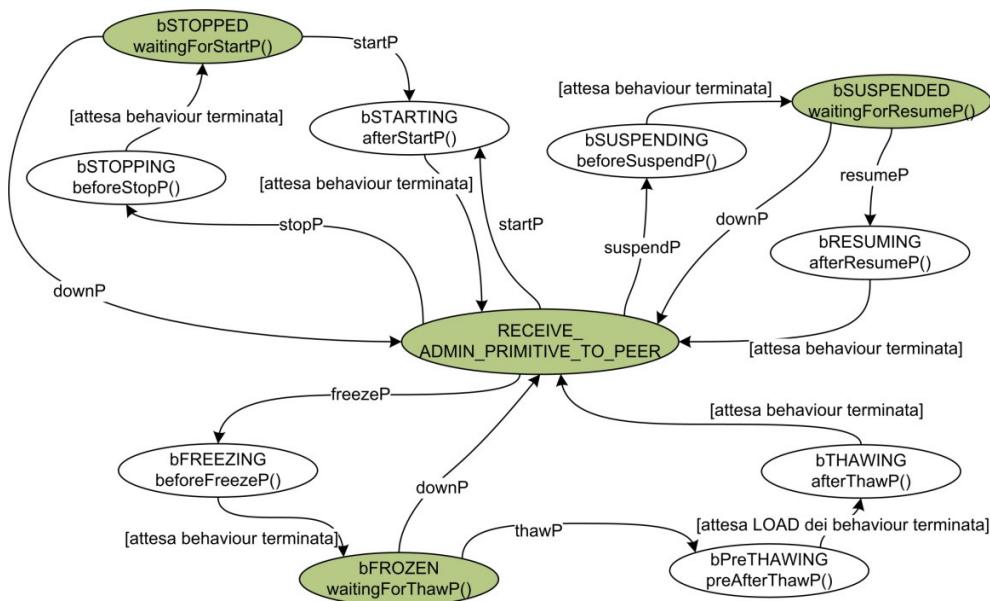 bSTOPPED
waitingForStartP()
startP
[attesa behaviour terminata]
bSTARTING
afterSTartP()
bSTOPPING
beforeStopP()
[attesa behaviour terminata]
stopP
startP
downP
[attesa behaviour terminata]
bSUSPENDED
waitingForResumeP()
bSUSPENDING
beforeSuspendP()
resumeP
downP
suspendP
bRESUMING
afterResumeP()
[attesa behaviour terminata]
RECEIVE_
ADMIN_PRIMITIVE_TO_PEER
freezeP
[attesa behaviour terminata]
bFREEZING
beforeFreezeP()
downP
bTHAWING
afterThawP()
[attesa behaviour terminata]
thawP
[attesa LOAD dei behaviour terminata]
bFROZEN
waitingForThawP()
bPreTHAWING
preAfterThawP()